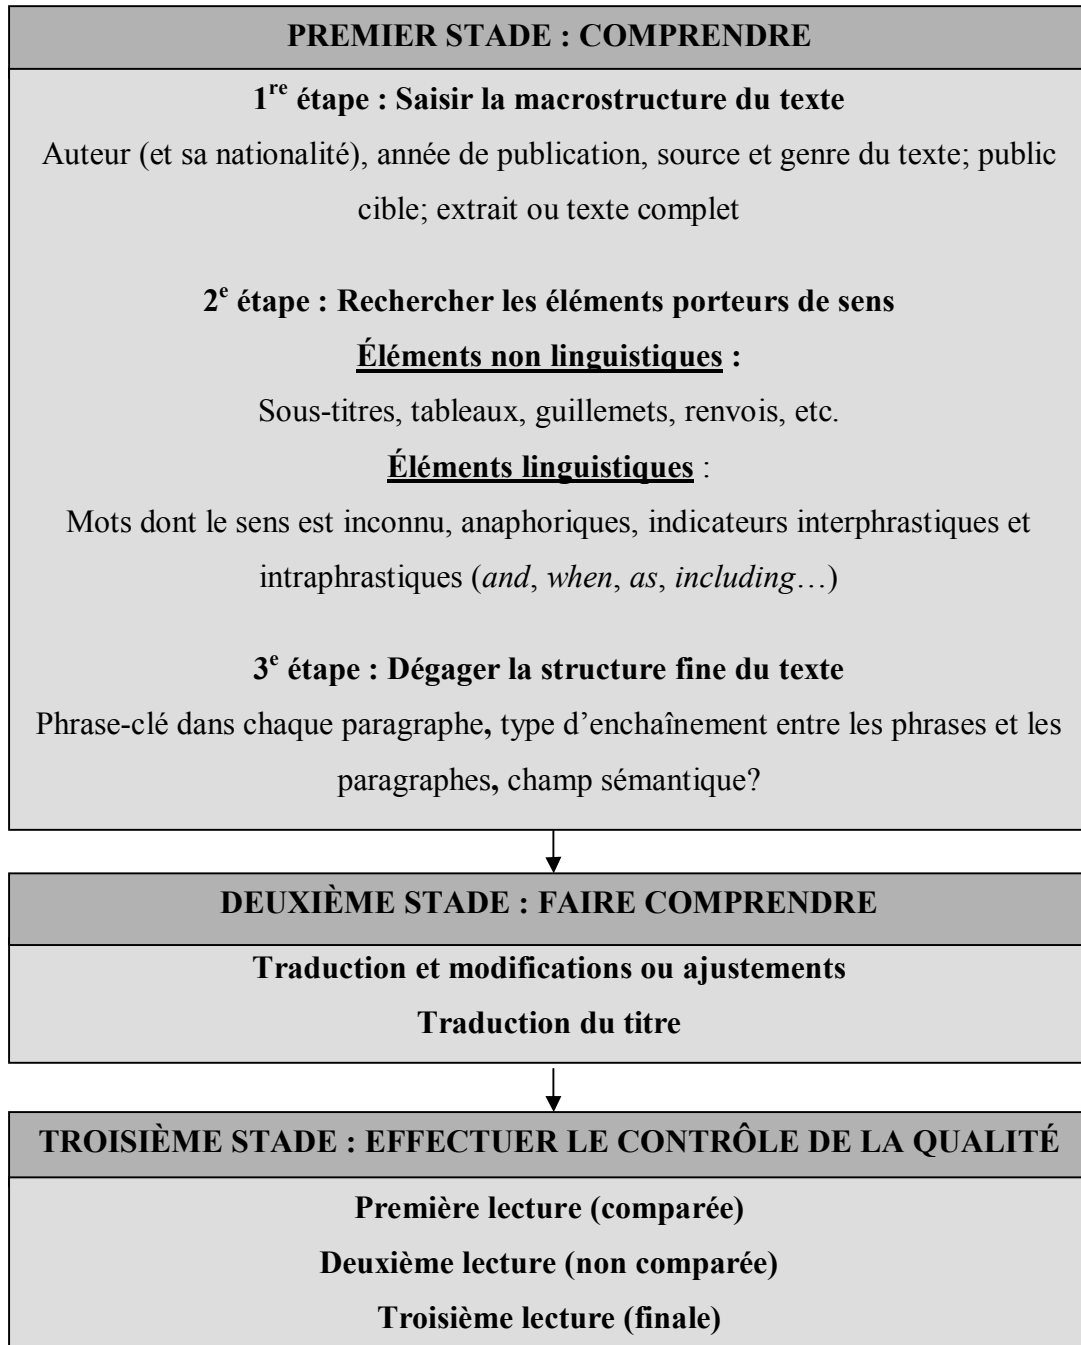 PREMIER STADE : COMPRENDRE
1re étape : Saisir la macrostructure du texte
Auteur (et sa nationalité), année de publication, source et genre du texte; public
cible; extrait ou texte complet
2e étape : Rechercher les éléments porteurs de sens
Éléments non linguistiques :
Sous-titres, tableaux, guillemets, renvois, etc.
Éléments linguistiques :
Mots dont le sens est inconnu, anaphoriques, indicateurs interphrastiques et
intraphrastiques (and, when, as, including…)
3e étape : Dégager la structure fine du texte
Phrase-clé dans chaque paragraphe, type d’enchaînement entre les phrases et les
paragraphes, champ sémantique?
DEUXIÈME STADE : FAIRE COMPRENDRE
Traduction et modifications ou ajustements
Traduction du titre
TROISIÈME STADE : EFFECTUER LE CONTRÔLE DE LA QUALITÉ
Première lecture (comparée)
Deuxième lecture (non comparée)
Troisième lecture (finale)